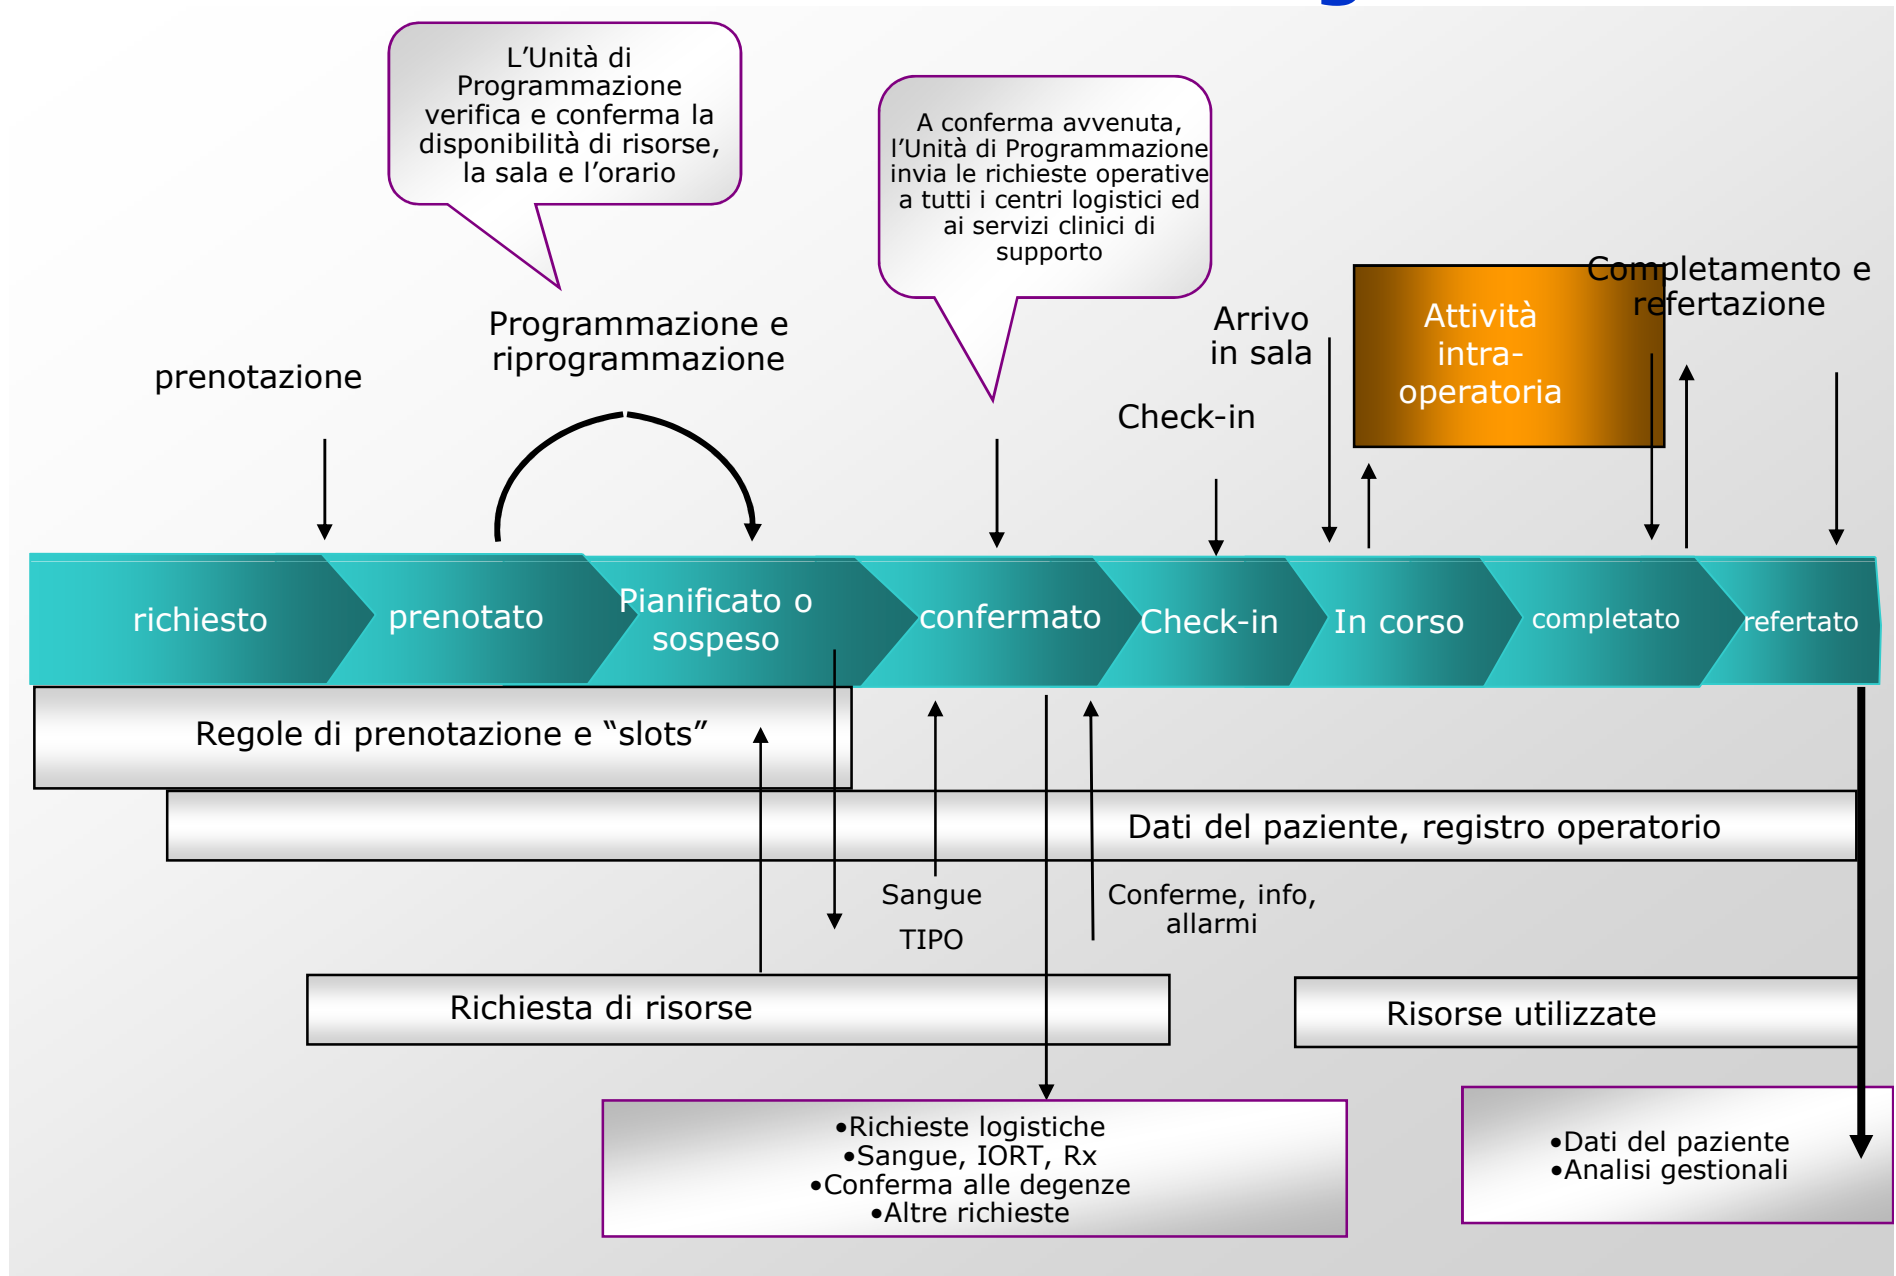 L’Unità di
Programmazione
verifica e conferma la
disponibilità di risorse,
la sala e l’orario
A conferma avvenuta,
l’Unità di Programmazione
invia le richieste operative
a tutti i centri logistici ed
ai servizi clinici di
supporto
prenotazione
Programmazione e
riprogrammazione
Check-in
Arrivo
in sala
Attività
intra-
operatoria
Completamento e
refertazione
richiesto
prenotato
Pianificato o
sospeso
confermato
Check-in
In corso
completato
refertato
Regole di prenotazione e “slots”
Dati del paziente, registro operatorio
Sangue
TIPO
Conferme, info,
allarmi
Richiesta di risorse
Risorse utilizzate
•Richieste logistiche
•Sangue, IORT, Rx
•Conferma alle degenze
•Altre richieste
•Dati del paziente
•Analisi gestionali